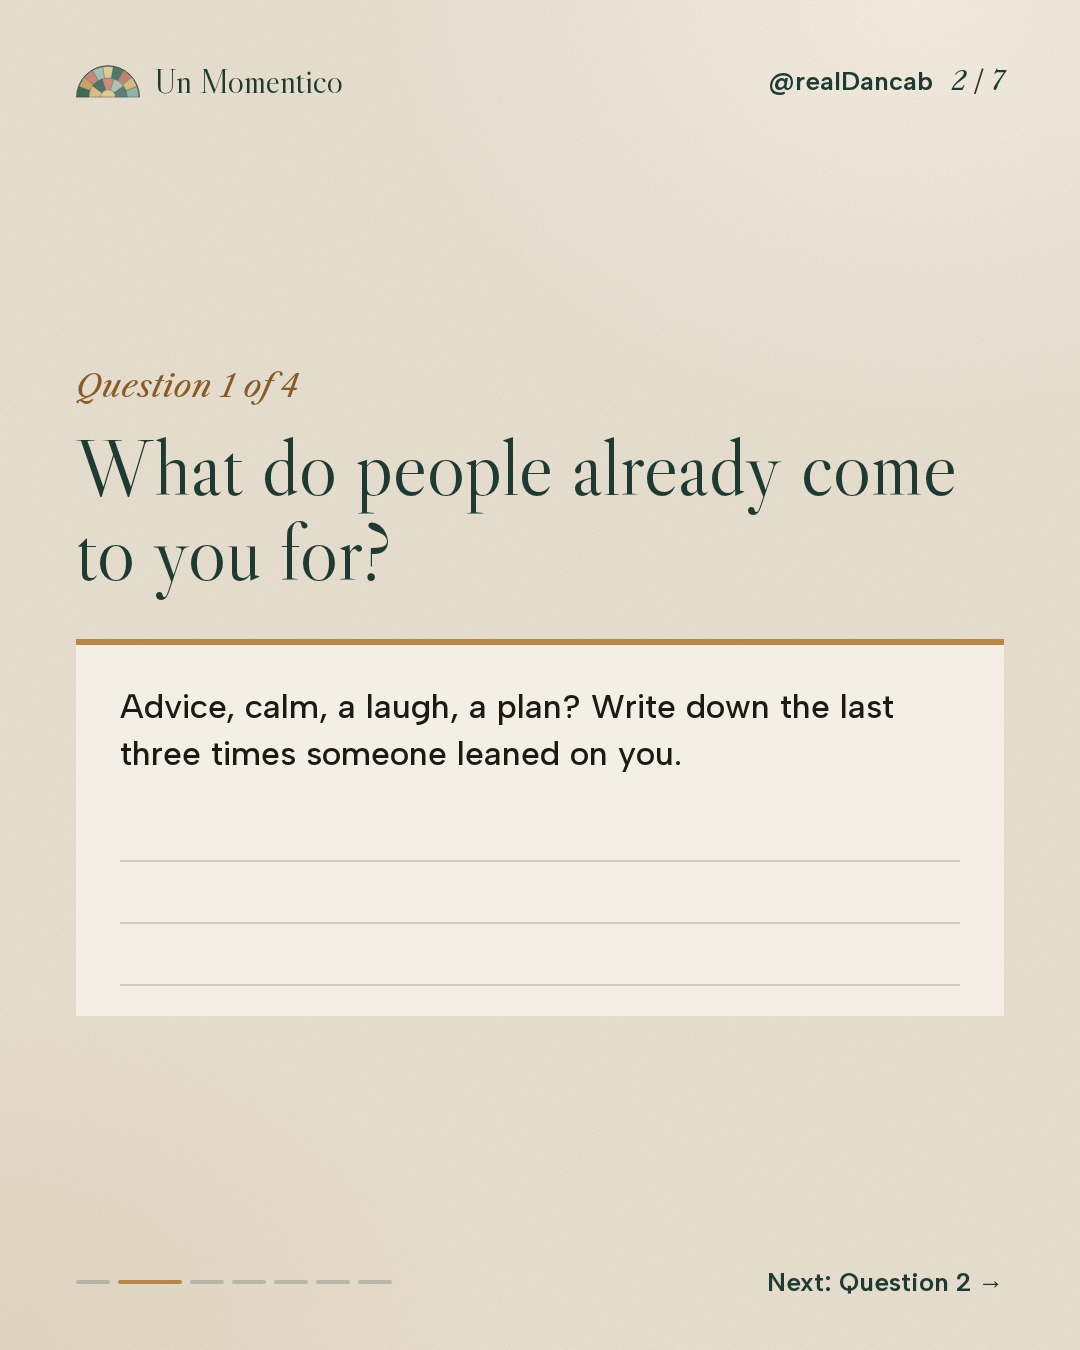 Un Momentico
@realDancab 2 / 7
Question 1 of 4
What do people already come
to you for?
Advice, calm, a laugh, a plan? Write down the last
three times someone leaned on you.
Next: Question 2 →